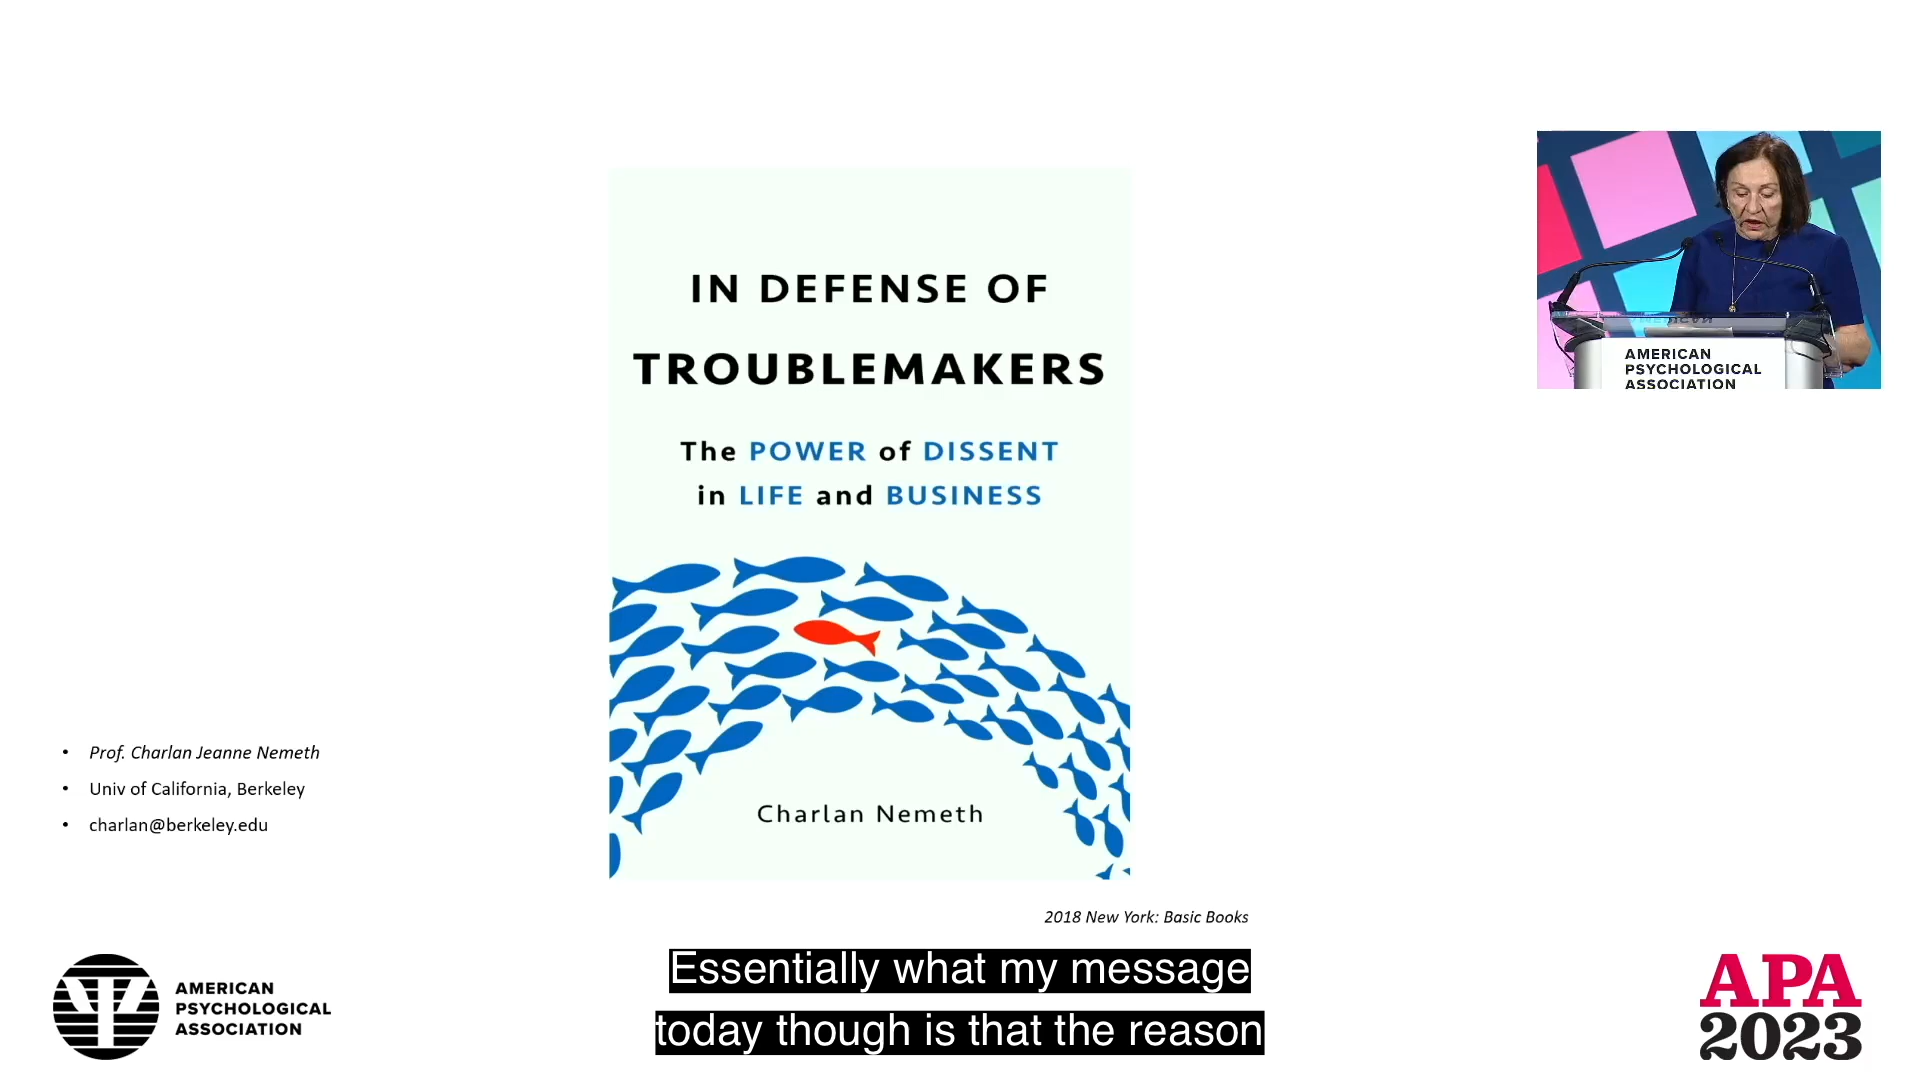 IN DEFENSE OF
TROUBLEMAKERS
The POWER of DISSENT
in LIFE and BUSINESS
Charlan Nemeth
2018 New York: Basic Books
• Prof. Charlan Jeanne Nemeth
• Univ of California, Berkeley
• charlan@berkeley.edu
AMERICAN
PSYCHOLOGICAL
ASSOCIATION
AMERICAN
PSYCHOLOGICAL
ASSOCIATION
Essentially what my message
today though is that the reason
APA
2023